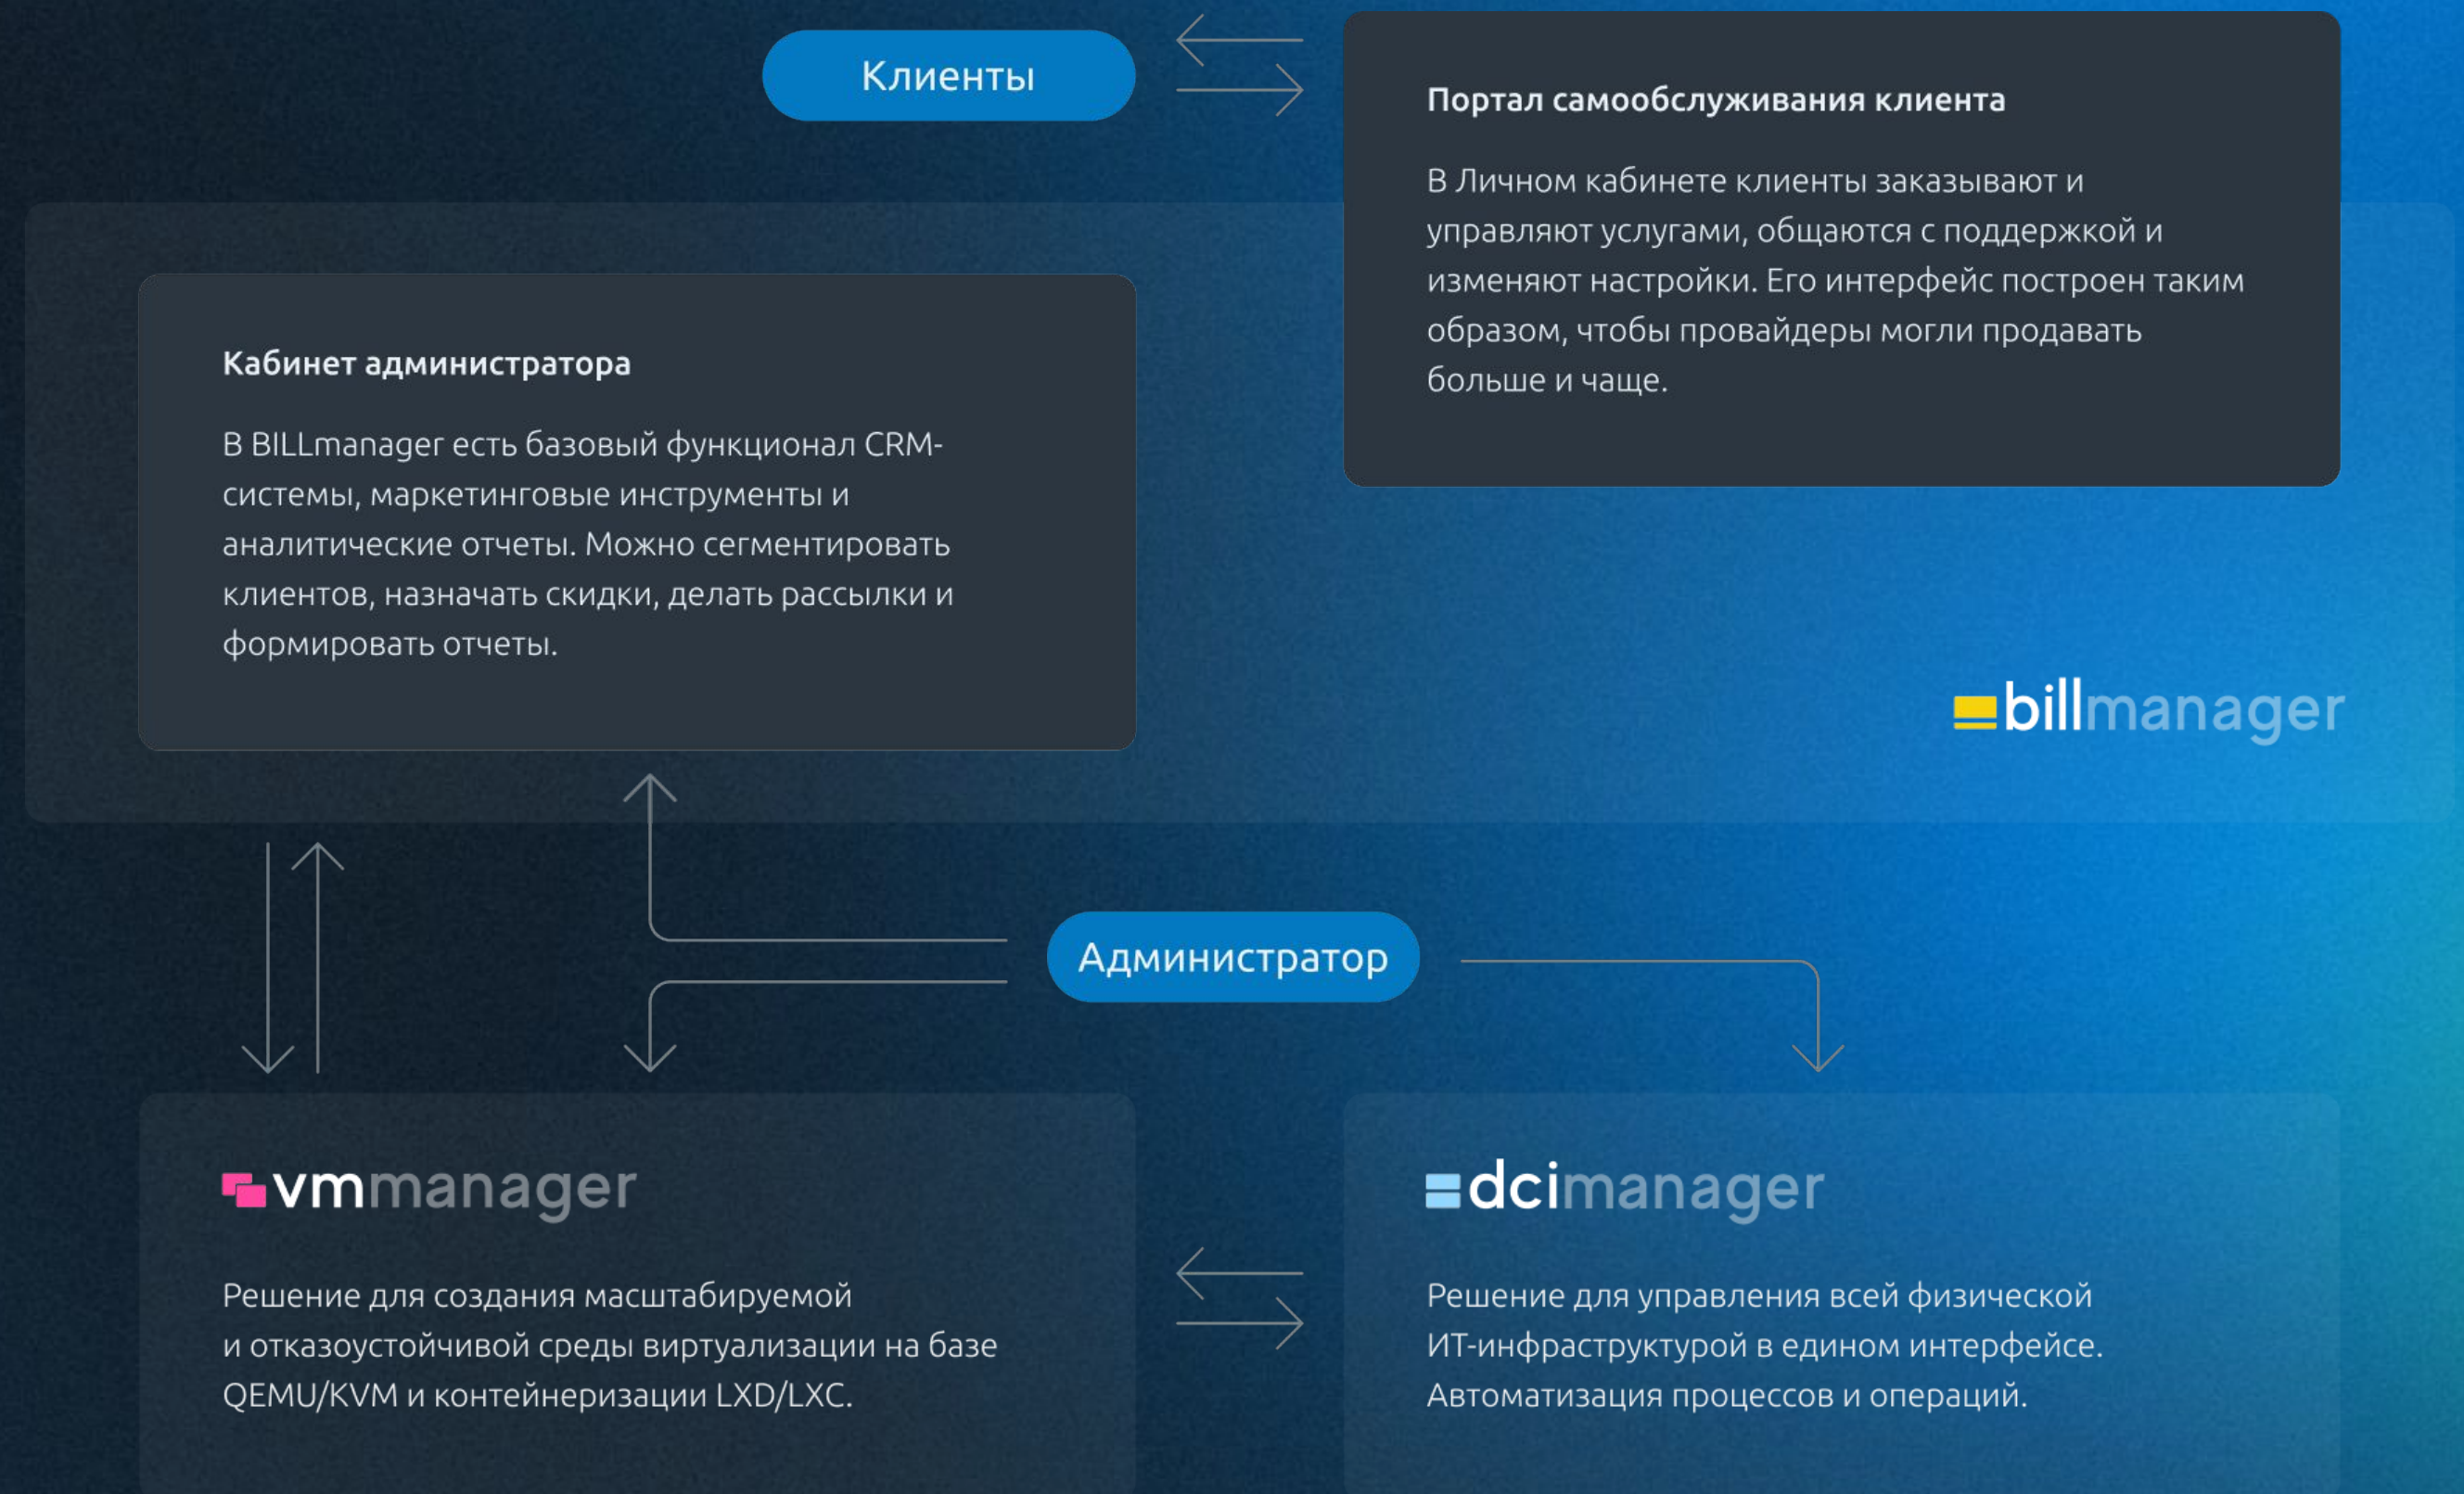 Клиенты
Портал самообслуживания клиента
В Личном кабинете клиенты заказывают и
управляют услугами, общаются с поддержкой и
изменяют настройки. Его интерфейс построен таким
образом, чтобы провайдеры могли продавать
больше и чаще.
Кабинет администратора
В BILLmanager есть базовый функционал CRM-
системы, маркетинговые инструменты и
аналитические отчеты. Можно сегментировать
клиентов, назначать скидки, делать рассылки и
формировать отчеты.
billmanager
Администратор
vmmanager
Решение для создания масштабируемой
и отказоустойчивой среды виртуализации на базе
QEMU/KVM и контейнеризации LXD/LXC.
dcimanager
Решение для управления всей физической
ИТ-инфраструктурой в едином интерфейсе.
Автоматизация процессов и операций.